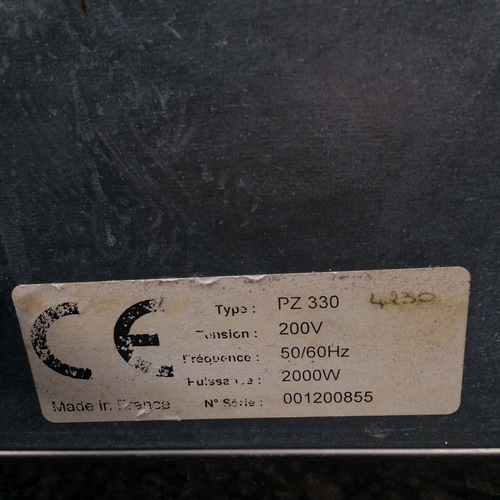 CE
Type : PZ 330 4230
Tension : 200V
Fréquence : 50/60Hz
Puissance : 2000W
N° Série : 001200855
Made in France